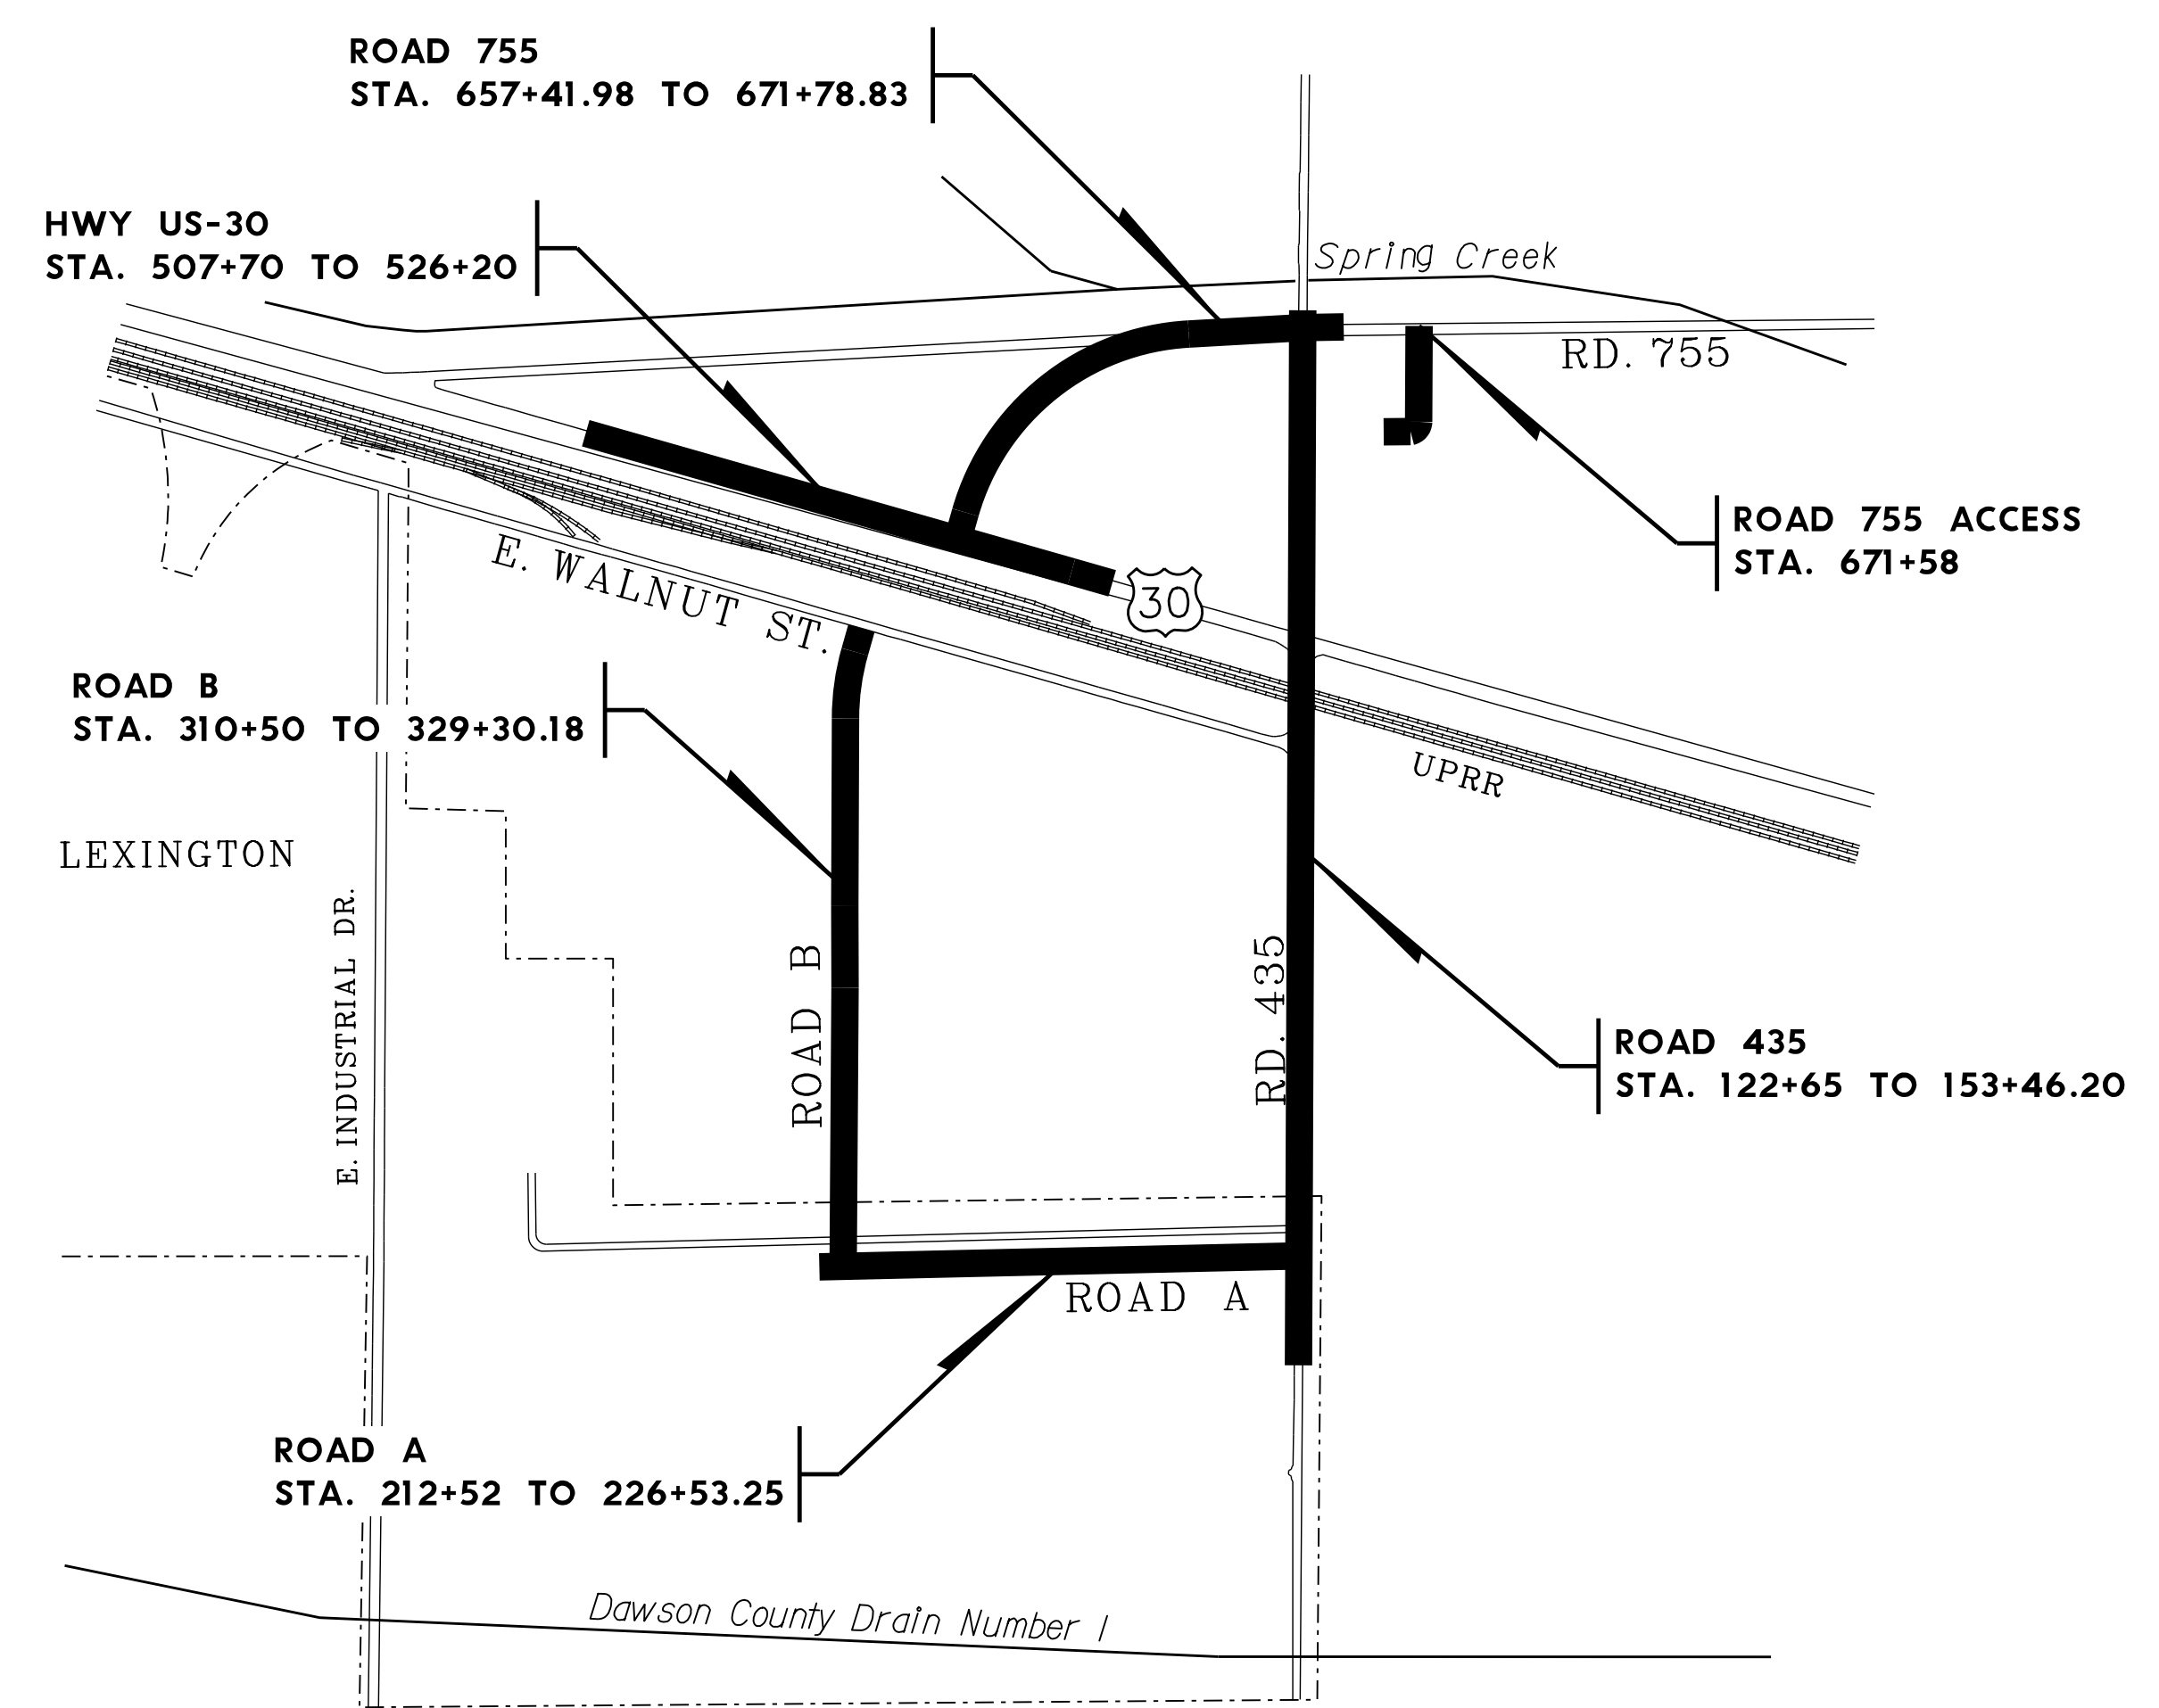 ROAD 755
STA. 657+41.98 TO 671+78.83
HWY US-30
STA. 507+70 TO 526+20
Spring Creek
RD. 755
ROAD 755 ACCESS
STA. 671+58
E. WALNUT ST.
30
ROAD B
STA. 310+50 TO 329+30.18
UPRR
LEXINGTON
E. INDUSTRIAL DR.
ROAD B
RD. 435
ROAD 435
STA. 122+65 TO 153+46.20
ROAD A
ROAD A
STA. 212+52 TO 226+53.25
Dawson County Drain Number 1